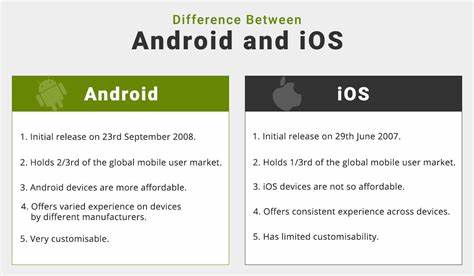 Difference Between
Android and iOS
Android
1. Initial release on 23rd September 2008.
2. Holds 2/3rd of the global mobile user market.
3. Android devices are more affordable.
4. Offers varied experience on devices
by different manufacturers.
5. Very customisable.
iOS
1. Initial release on 29th June 2007.
2. Holds 1/3rd of the global mobile user market.
3. iOS devices are not so affordable.
4. Offers consistent experience across devices.
5. Has limited customisability.